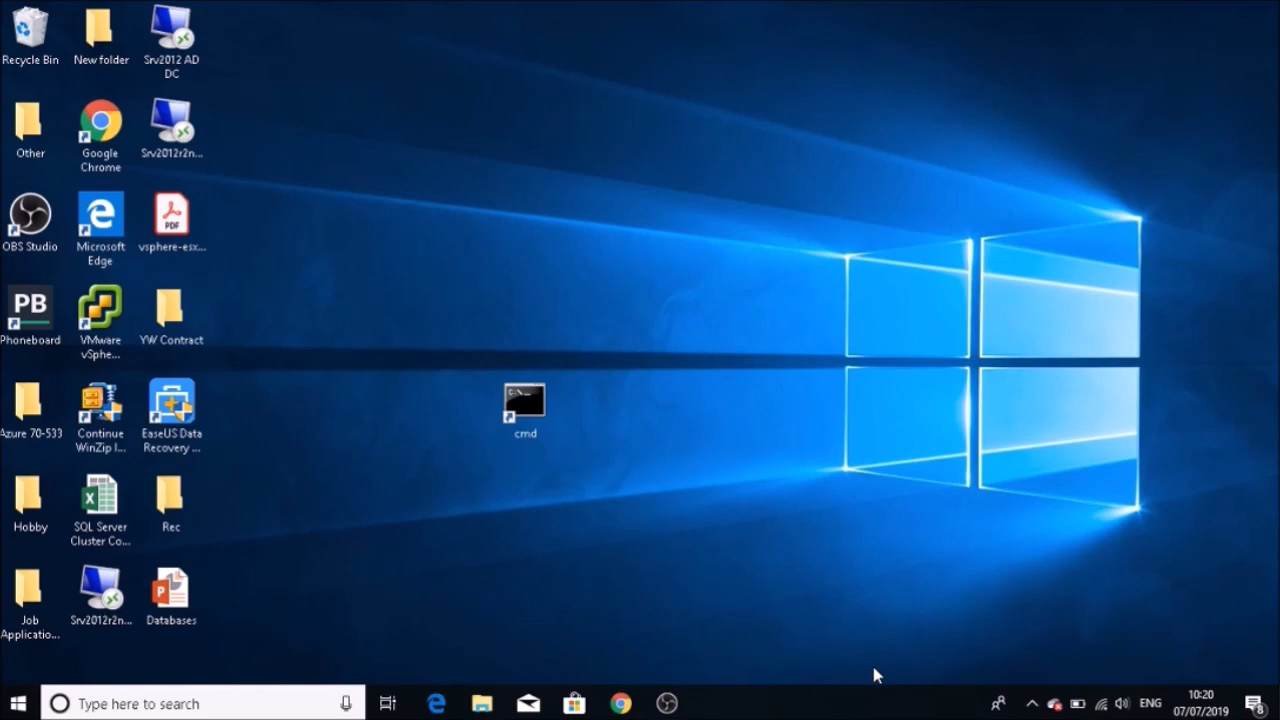 Recycle Bin
New folder
Srv2012 AD
DC
Other
Google
Chrome
Srv2012r2n...
OBS Studio
Microsoft
Edge
PDF
vsphere-esx...
PB
Phoneboard
VMware
vSphe...
YW Contract
Azure 70-533
Continue
WinZip I...
EaseUS Data
Recovery ...
C:\_
cmd
Hobby
SQL Server
Cluster Co...
Rec
Job
Applicatio...
Srv2012r2n...
Databases
Type here to search
ENG
10:20
07/07/2019
8